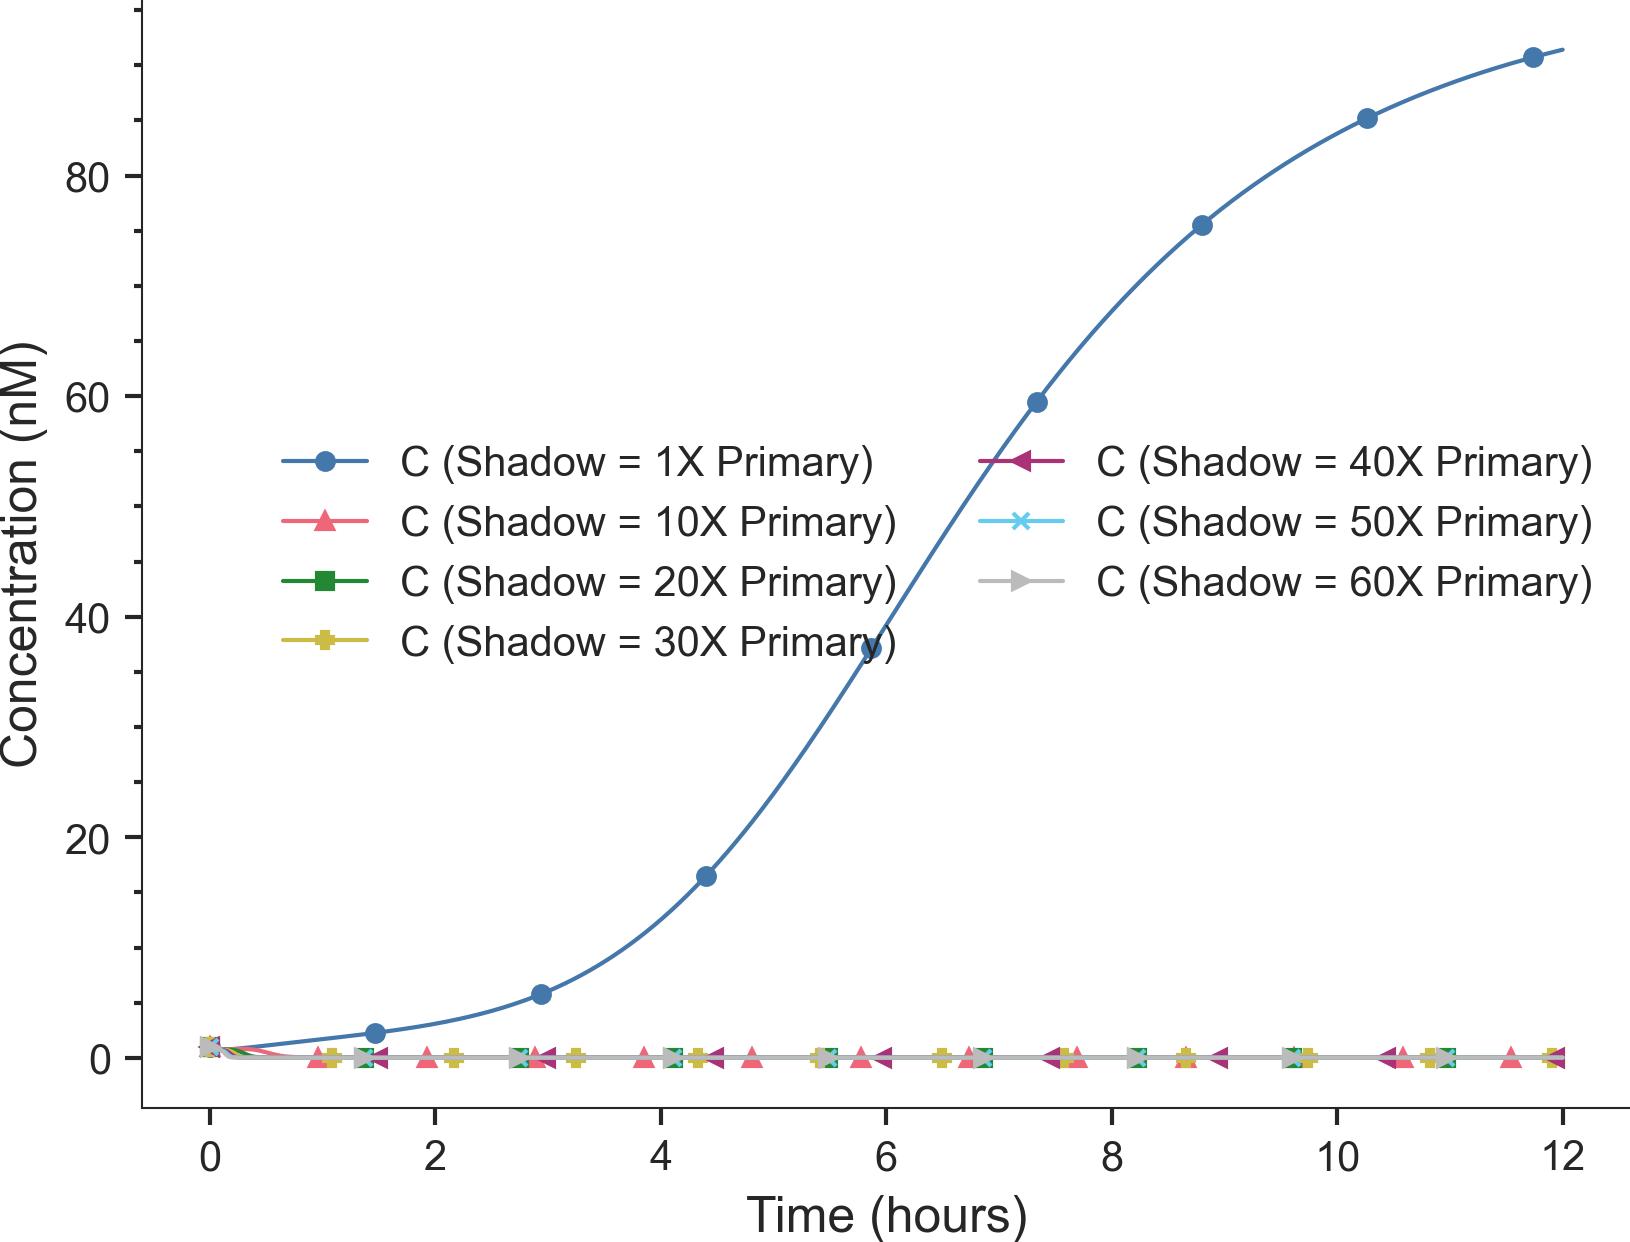 Concentration (nM)
80
60
40
20
0
C (Shadow = 1X Primary)
C (Shadow = 10X Primary)
C (Shadow = 20X Primary)
C (Shadow = 30X Primary)
C (Shadow = 40X Primary)
C (Shadow = 50X Primary)
C (Shadow = 60X Primary)
0 2 4 6 8 10 12
Time (hours)